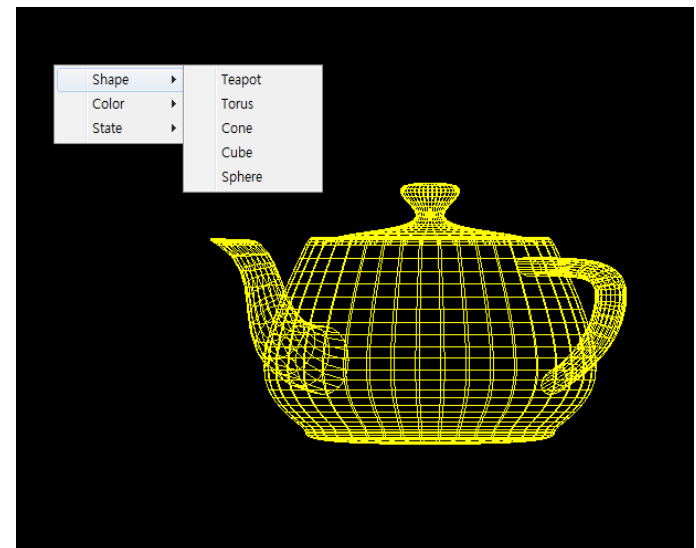 Shape
Color
State
Teapot
Torus
Cone
Cube
Sphere